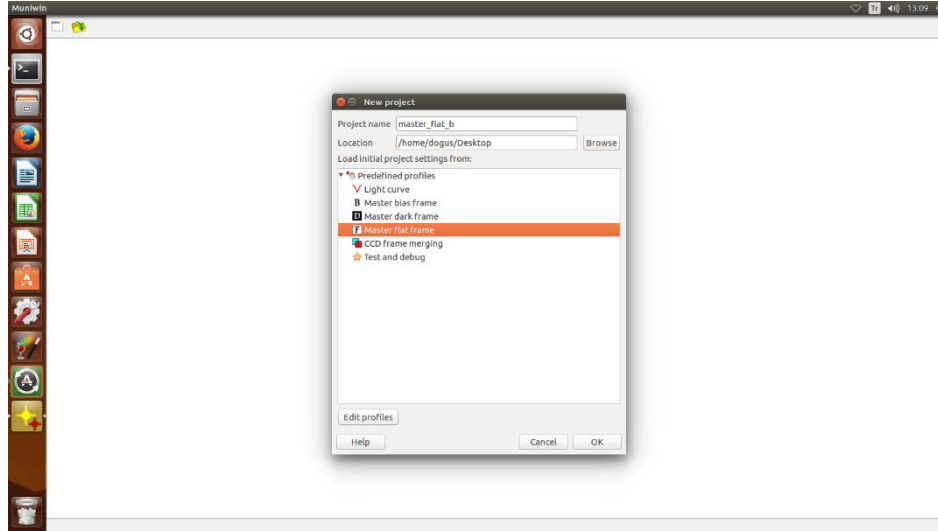 Muniwin
Tr
13:09
New project
Project name master_flat_b
Location /home/dogus/Desktop Browse
Load initial project settings from:
Predefined profiles
Light curve
B Master bias frame
D Master dark frame
F Master flat frame
CCD frame merging
Test and debug
Edit profiles
Help Cancel OK